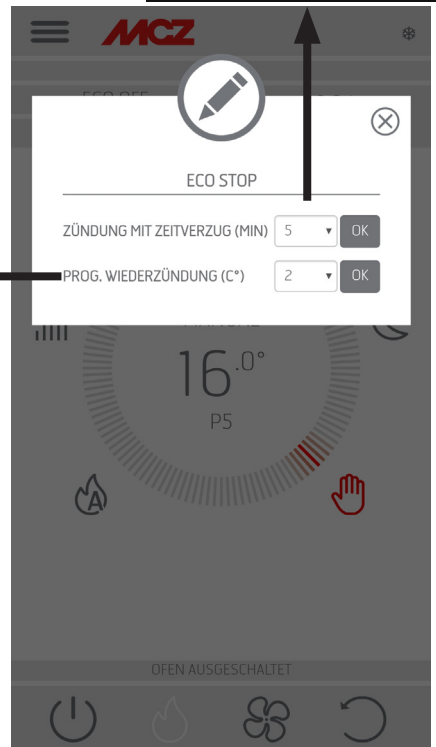 MCZ
ECO STOP
ZÜNDUNG MIT ZEITVERZUG (MIN) 5 OK
PROG. WIEDERZÜNDUNG (C°) 2 OK
16.0°
P5
A
OFEN AUSGESCHALTET